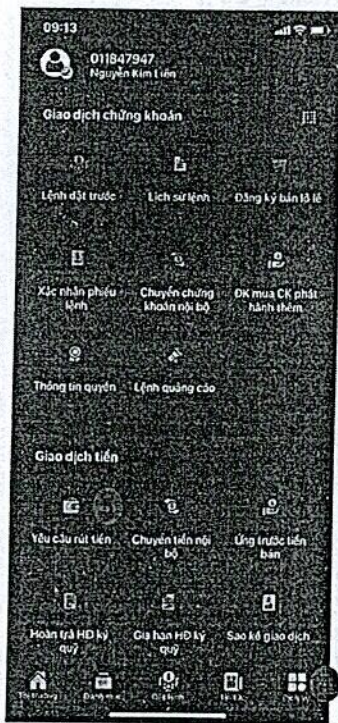 09:13
011847947
Nguyễn Kim Liên
Giao dịch chứng khoán
Lệnh đặt trước
Lịch sử lệnh
Đăng ký bán lô lẻ
Xác nhận phiếu lệnh
Chuyển chứng khoán nội bộ
ĐK mua CK phát hành thêm
Thông tin quyền
Lệnh quảng cáo
Giao dịch tiền
Yêu cầu rút tiền
Chuyển tiền nội bộ
Ứng trước tiền bán
Hoàn trả HĐ ký quỹ
Gia hạn HĐ ký quỹ
Sao kê giao dịch